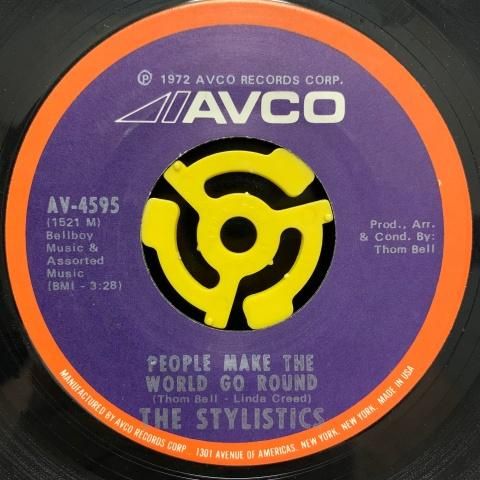 ℗ 1972 AVCO RECORDS CORP.
AVCO
AV-4595
(1521 M)
Bellboy
Music &
Assorted
Music
(BMI - 3:28)
Prod., Arr.
& Cond. By:
Thom Bell
PEOPLE MAKE THE
WORLD GO ROUND
(Thom Bell - Linda Creed)
THE STYLISTICS
MANUFACTURED BY AVCO RECORDS CORP., 1301 AVENUE OF AMERICAS, NEW YORK, NEW YORK. MADE IN USA